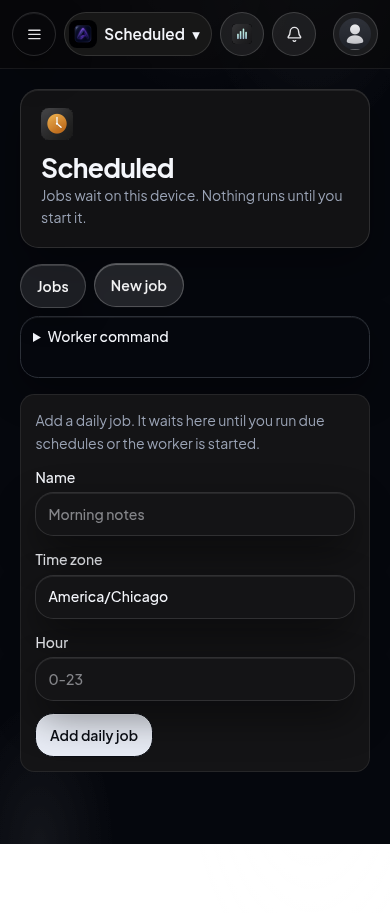 Scheduled ▾
Scheduled
Jobs wait on this device. Nothing runs until you
start it.
Jobs
New job
▶ Worker command
Add a daily job. It waits here until you run due
schedules or the worker is started.
Name
Morning notes
Time zone
America/Chicago
Hour
0-23
Add daily job